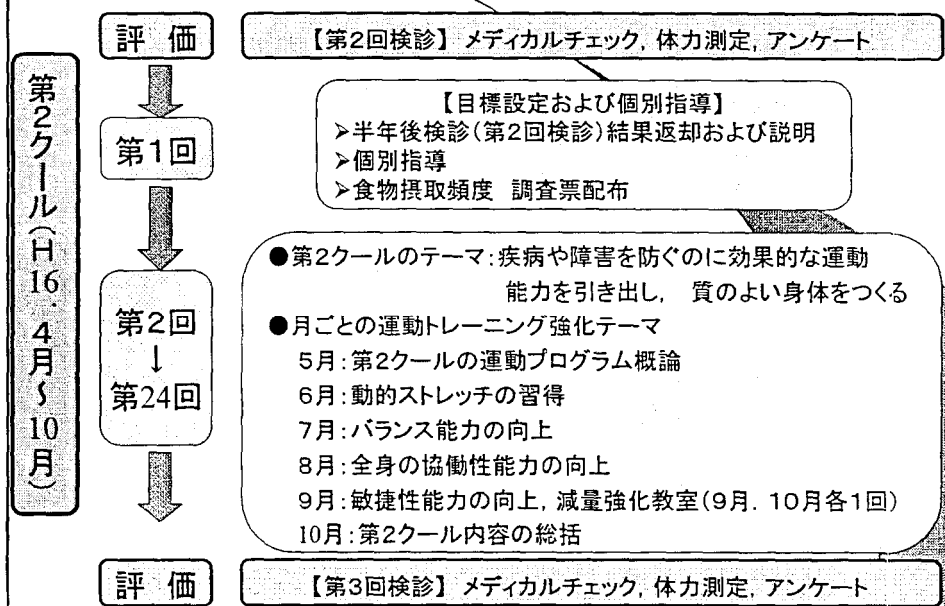 第2クール(H16.4月~10月)
評 価
【第2回検診】 メディカルチェック, 体力測定, アンケート
第1回
【目標設定および個別指導】
➢半年後検診(第2回検診)結果返却および説明
➢個別指導
➢食物摂取頻度 調査票配布
第2回
↓
第24回
●第2クールのテーマ:疾病や障害を防ぐのに効果的な運動
能力を引き出し, 質のよい身体をつくる
●月ごとの運動トレーニング強化テーマ
5月:第2クールの運動プログラム概論
6月:動的ストレッチの習得
7月:バランス能力の向上
8月:全身の協働性能力の向上
9月:敏捷性能力の向上, 減量強化教室(9月. 10月各1回)
10月:第2クール内容の総括
評 価
【第3回検診】 メディカルチェック, 体力測定, アンケート